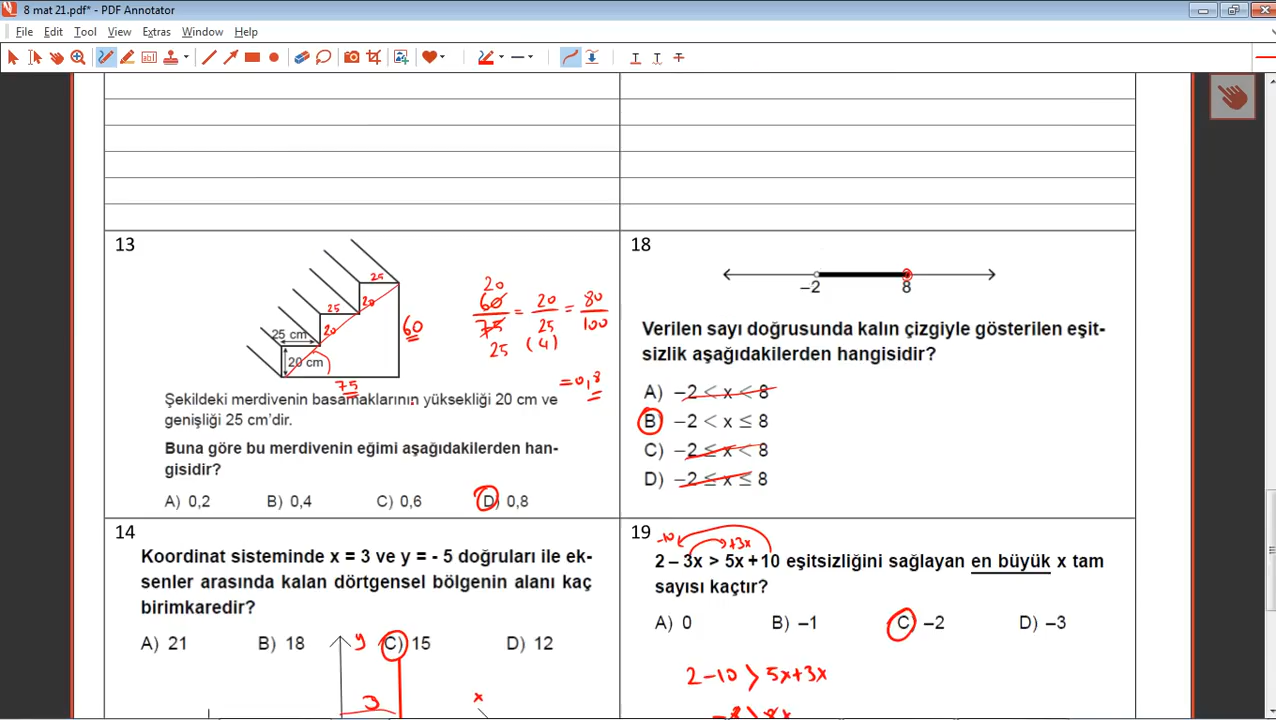 8 mat 21.pdf* - PDF Annotator
File Edit Tool View Extras Window Help
13
25
25
20
25 cm
20
20 cm
60
75
20
60/75 = 20/25 = 80/100
25 (4)
= 0,8
Şekildeki merdivenin basamaklarının yüksekliği 20 cm ve
genişliği 25 cm'dir.
Buna göre bu merdivenin eğimi aşağıdakilerden han-
gisidir?
A) 0,2 B) 0,4 C) 0,6 D) 0,8
14
Koordinat sisteminde x = 3 ve y = - 5 doğruları ile ek-
senler arasında kalan dörtgensel bölgenin alanı kaç
birimkaredir?
A) 21 B) 18 C) 15 D) 12
y
3
x
18
–2 8
Verilen sayı doğrusunda kalın çizgiyle gösterilen eşit-
sizlik aşağıdakilerden hangisidir?
A) –2 < x < 8
B) –2 < x ≤ 8
C) –2 ≤ x < 8
D) –2 ≤ x ≤ 8
19
-10 +3x
2 – 3x > 5x + 10 eşitsizliğini sağlayan en büyük x tam
sayısı kaçtır?
A) 0 B) –1 C) –2 D) –3
2-10 > 5x+3x
-8 > 8x